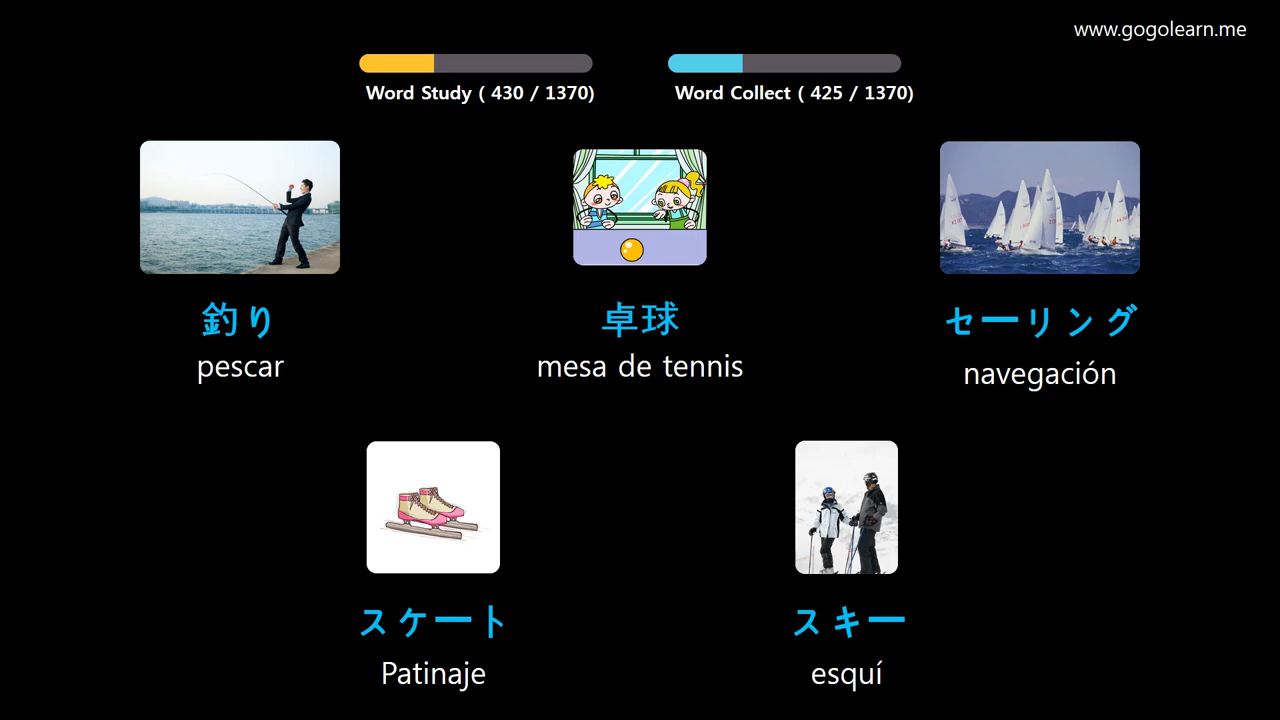 www.gogolearn.me
Word Study ( 430 / 1370)
Word Collect ( 425 / 1370)
釣り
pescar
卓球
mesa de tennis
セーリング
navegación
スケート
Patinaje
スキー
esquí